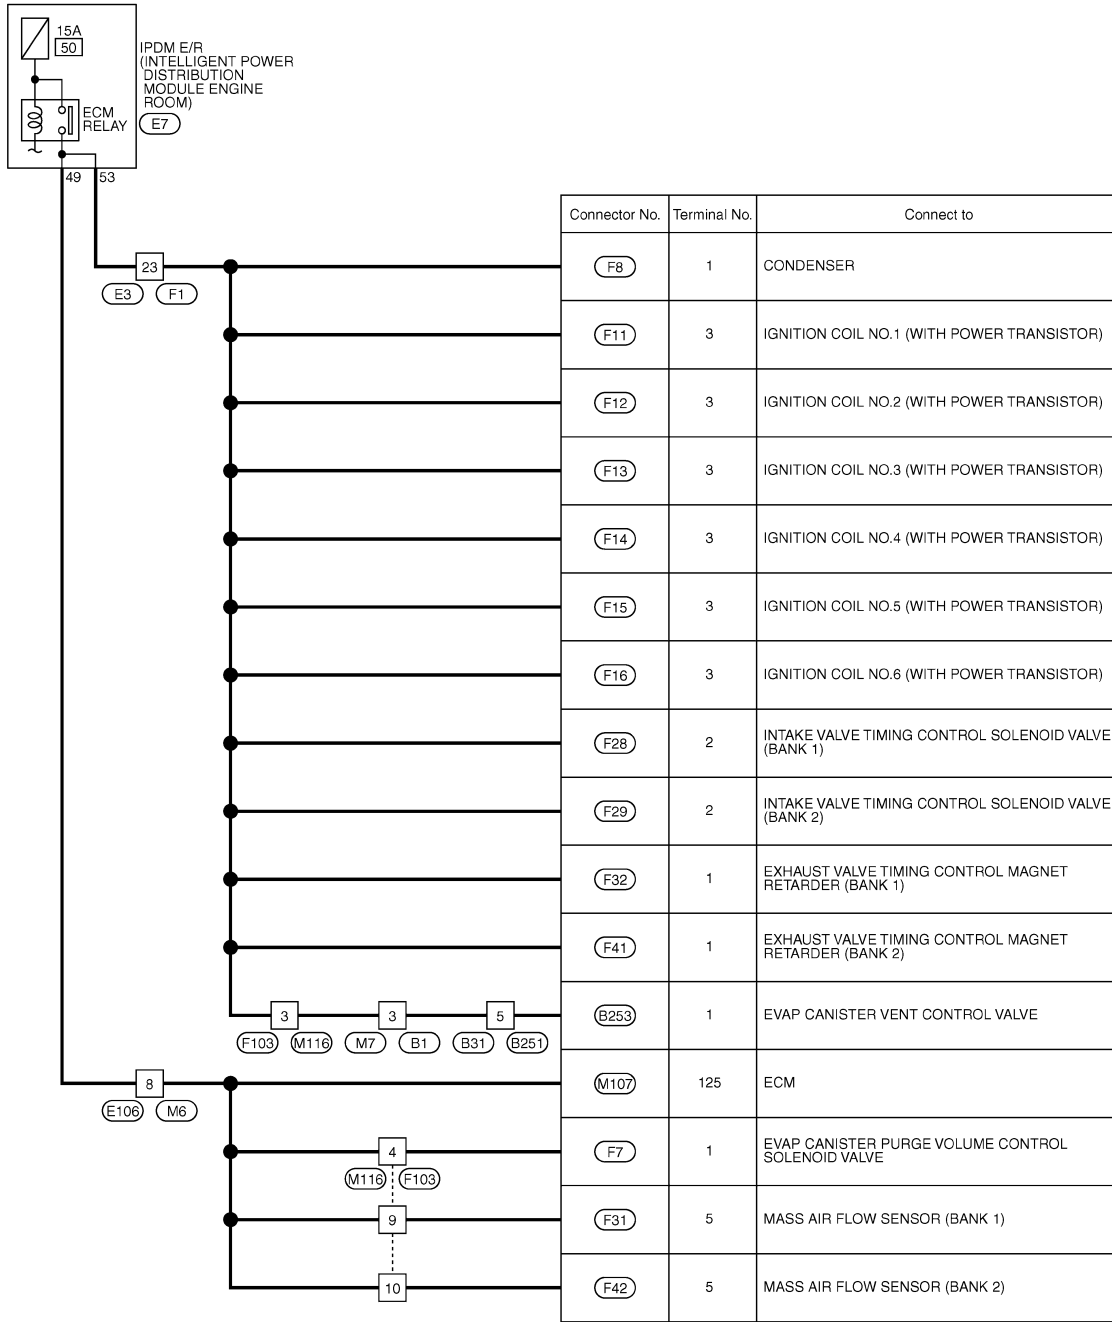 15A
50
IPDM E/R
(INTELLIGENT POWER
DISTRIBUTION
MODULE ENGINE
ROOM)
E7
ECM
RELAY
49 53
Connector No. Terminal No. Connect to
23
E3 F1
F8 1 CONDENSER
F11 3 IGNITION COIL NO.1 (WITH POWER TRANSISTOR)
F12 3 IGNITION COIL NO.2 (WITH POWER TRANSISTOR)
F13 3 IGNITION COIL NO.3 (WITH POWER TRANSISTOR)
F14 3 IGNITION COIL NO.4 (WITH POWER TRANSISTOR)
F15 3 IGNITION COIL NO.5 (WITH POWER TRANSISTOR)
F16 3 IGNITION COIL NO.6 (WITH POWER TRANSISTOR)
F28 2 INTAKE VALVE TIMING CONTROL SOLENOID VALVE
(BANK 1)
F29 2 INTAKE VALVE TIMING CONTROL SOLENOID VALVE
(BANK 2)
F32 1 EXHAUST VALVE TIMING CONTROL MAGNET
RETARDER (BANK 1)
F41 1 EXHAUST VALVE TIMING CONTROL MAGNET
RETARDER (BANK 2)
3 3 5 B253 1 EVAP CANISTER VENT CONTROL VALVE
F103 M116 M7 B1 B31 B251
8 M107 125 ECM
E106 M6
4 F7 1 EVAP CANISTER PURGE VOLUME CONTROL
SOLENOID VALVE
M116 F103
9 F31 5 MASS AIR FLOW SENSOR (BANK 1)
10 F42 5 MASS AIR FLOW SENSOR (BANK 2)